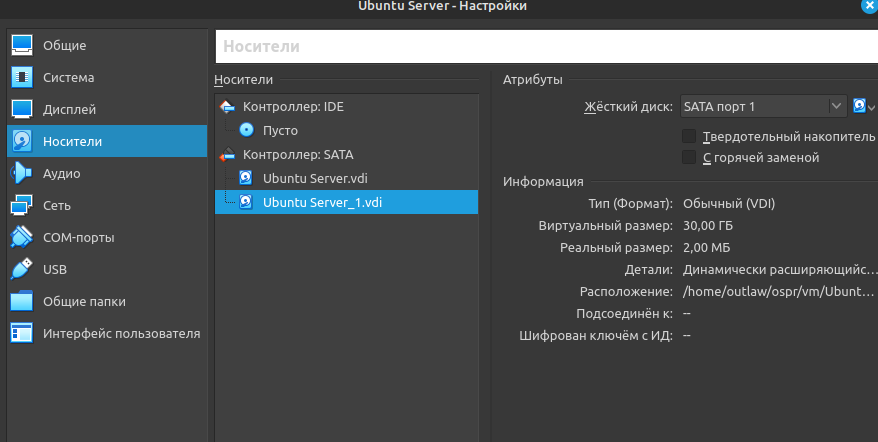 Ubuntu Server - Настройки
Общие
Система
Дисплей
Носители
Аудио
Сеть
COM-порты
USB
Общие папки
Интерфейс пользователя
Носители
Носители
Контроллер: IDE
Пусто
Контроллер: SATA
Ubuntu Server.vdi
Ubuntu Server_1.vdi
Атрибуты
Жёсткий диск: SATA порт 1
Твердотельный накопитель
С горячей заменой
Информация
Тип (Формат): Обычный (VDI)
Виртуальный размер: 30,00 ГБ
Реальный размер: 2,00 МБ
Детали: Динамически расширяющийс...
Расположение: /home/outlaw/ospr/vm/Ubunt...
Подсоединён к: --
Шифрован ключём с ИД: --